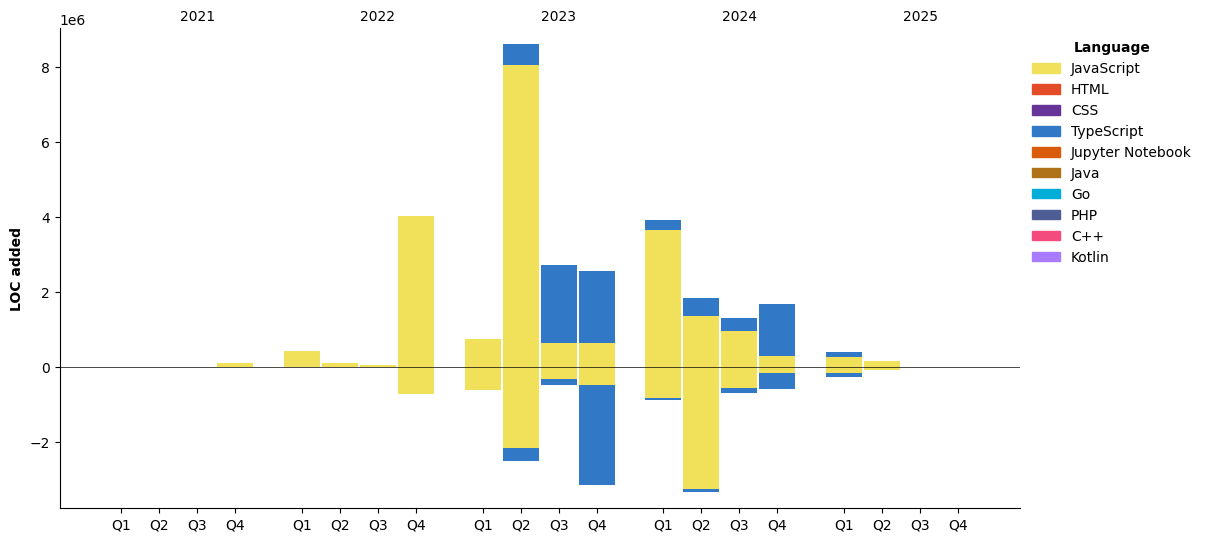 1e6
2021 2022 2023 2024 2025
Language
JavaScript
HTML
CSS
TypeScript
Jupyter Notebook
Java
Go
PHP
C++
Kotlin
LOC added
8
6
4
2
0
−2
Q1 Q2 Q3 Q4 Q1 Q2 Q3 Q4 Q1 Q2 Q3 Q4 Q1 Q2 Q3 Q4 Q1 Q2 Q3 Q4